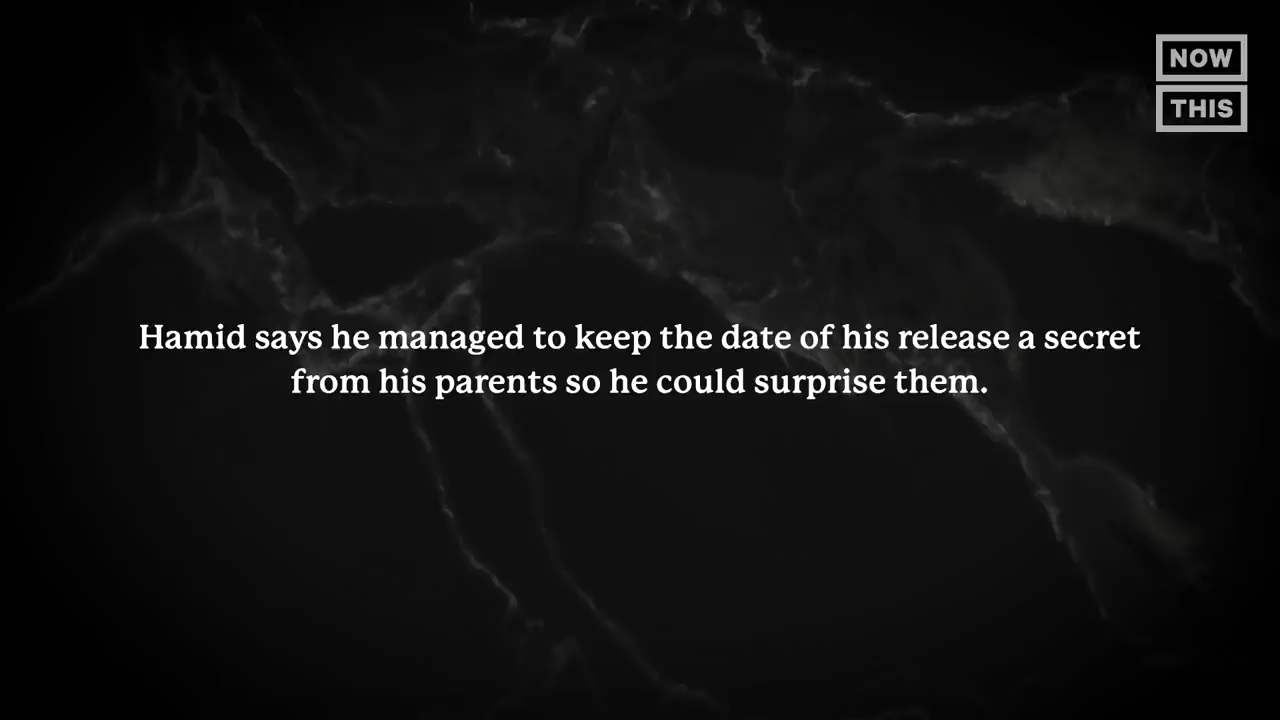 NOW
THIS
Hamid says he managed to keep the date of his release a secret
from his parents so he could surprise them.